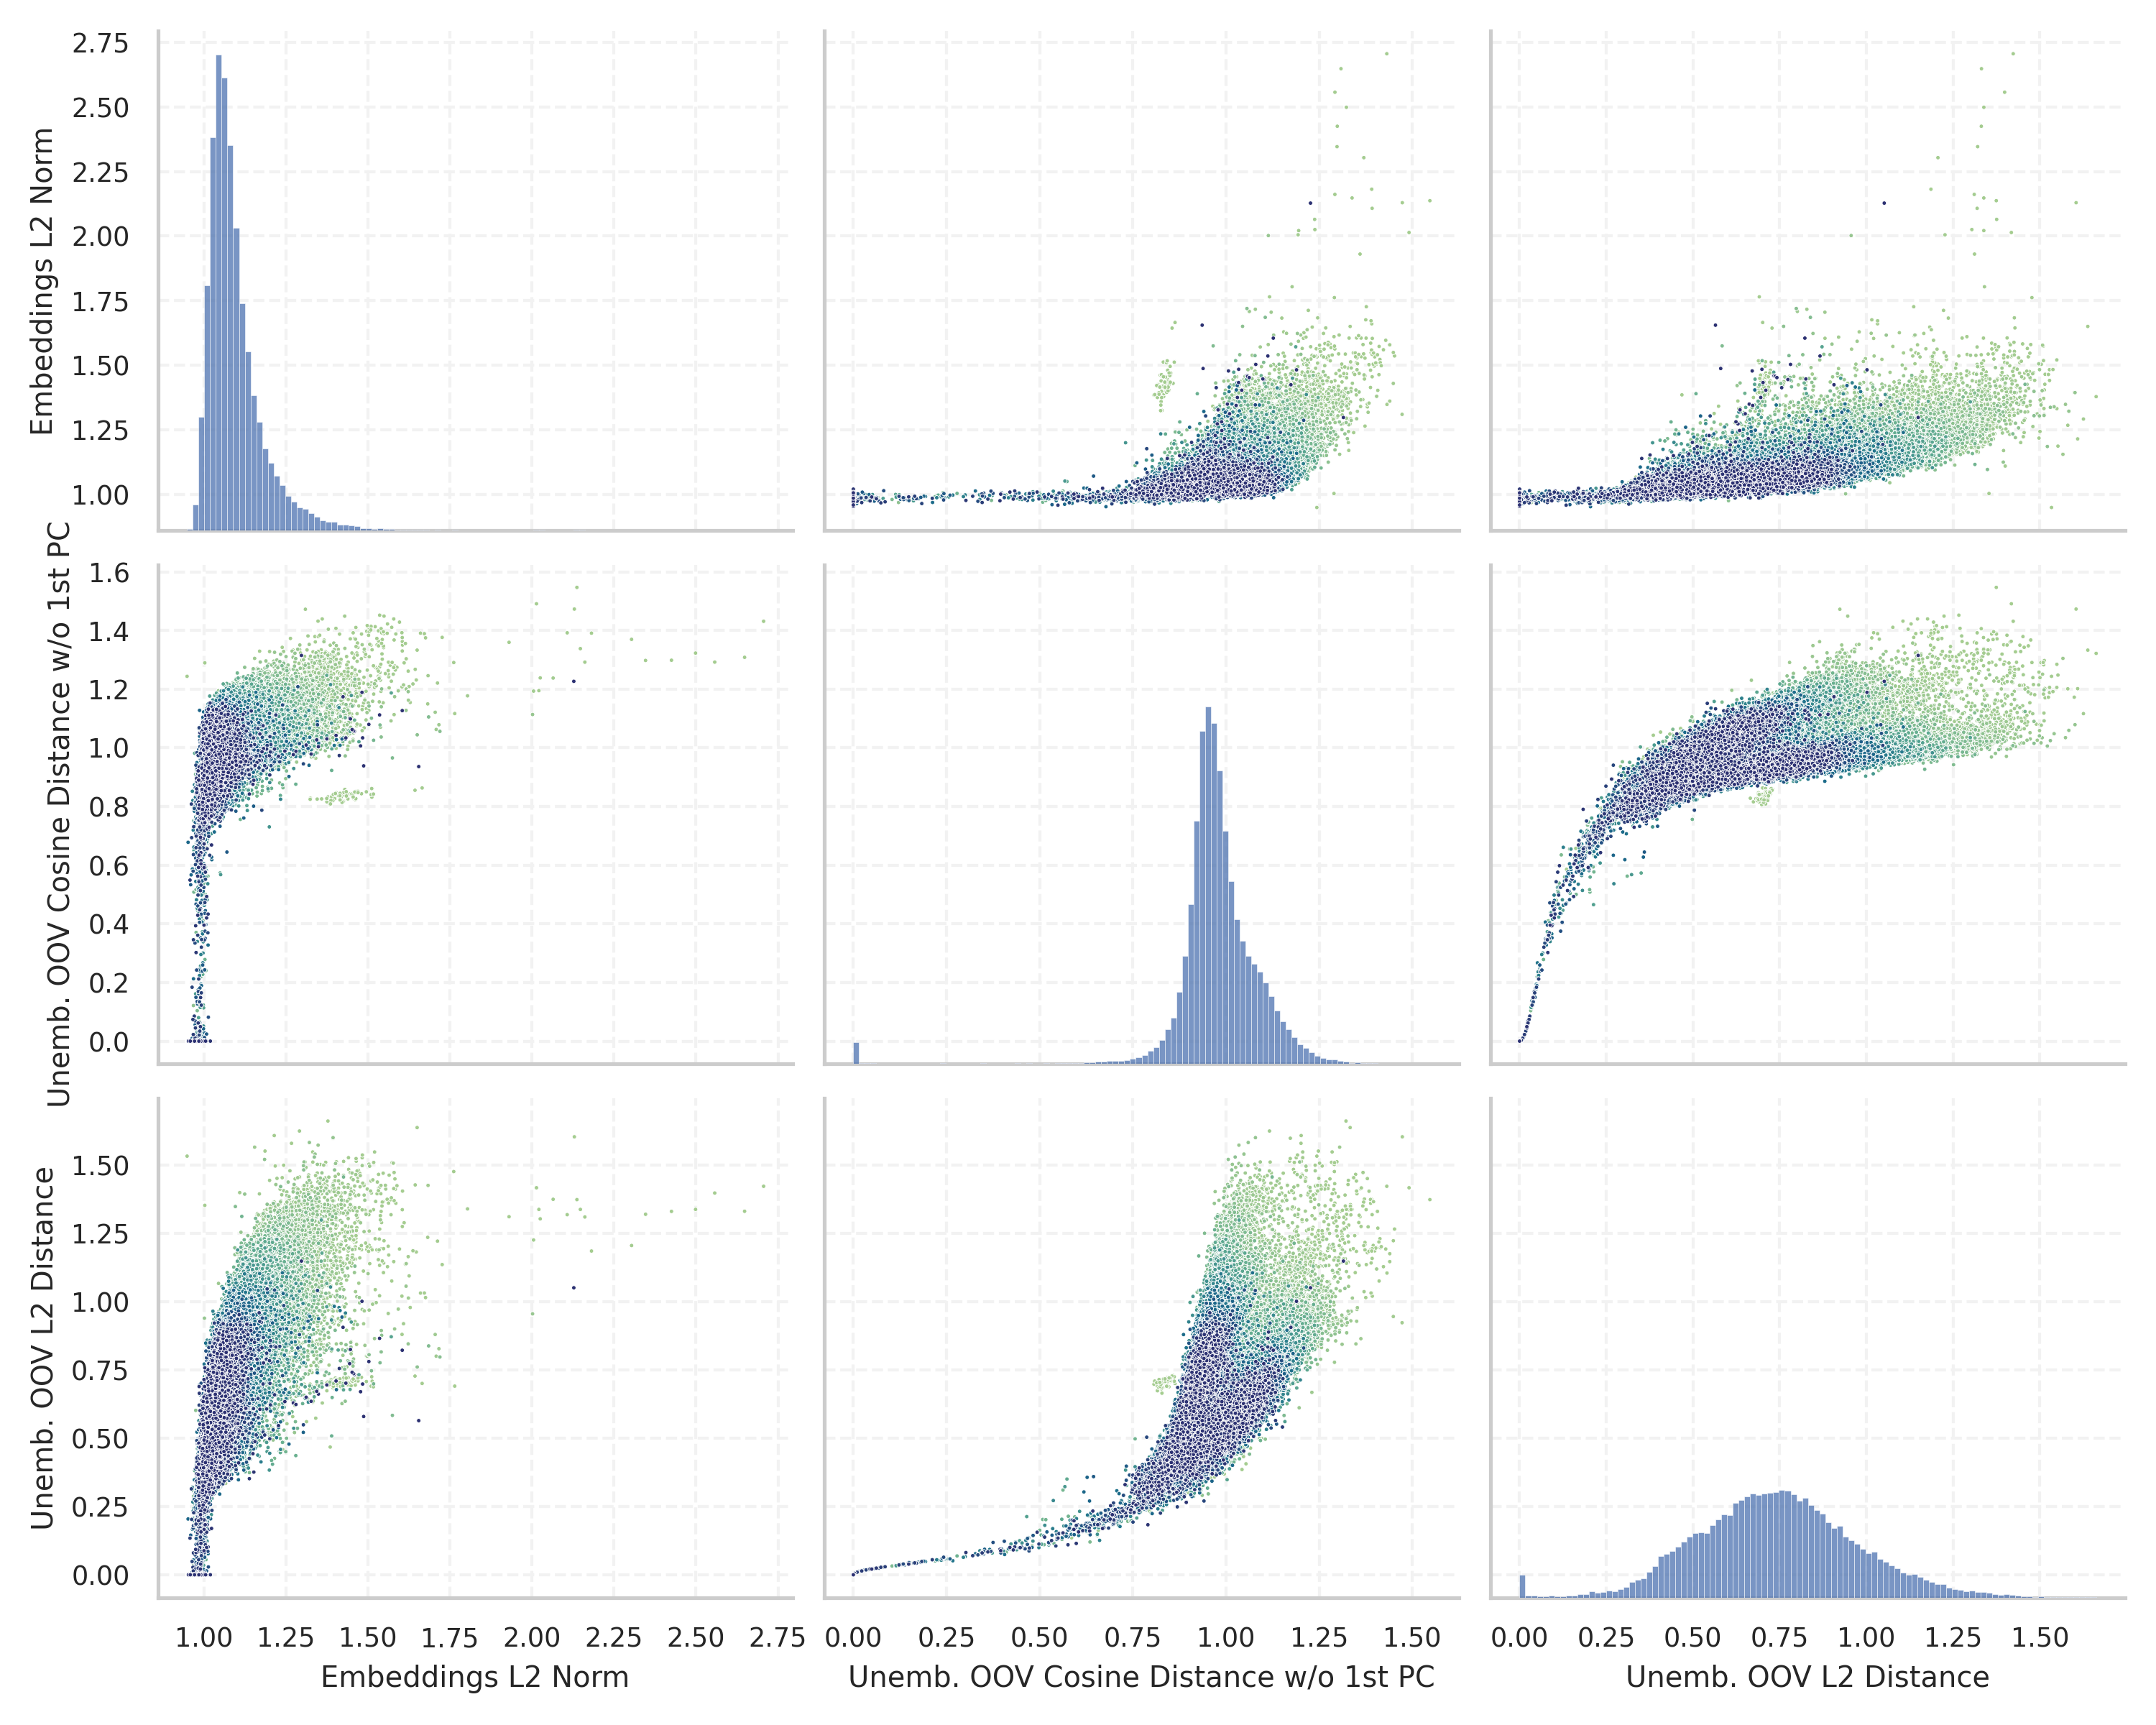 Embeddings L2 Norm
2.75
2.50
2.25
2.00
1.75
1.50
1.25
1.00
Unemb. OOV Cosine Distance w/o 1st PC
1.6
1.4
1.2
1.0
0.8
0.6
0.4
0.2
0.0
Unemb. OOV L2 Distance
1.50
1.25
1.00
0.75
0.50
0.25
0.00
1.00 1.25 1.50 1.75 2.00 2.25 2.50 2.75
Embeddings L2 Norm
0.00 0.25 0.50 0.75 1.00 1.25 1.50
Unemb. OOV Cosine Distance w/o 1st PC
0.00 0.25 0.50 0.75 1.00 1.25 1.50
Unemb. OOV L2 Distance